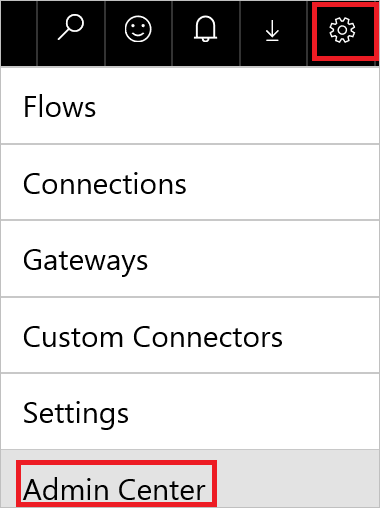 Flows
Connections
Gateways
Custom Connectors
Settings
Admin Center